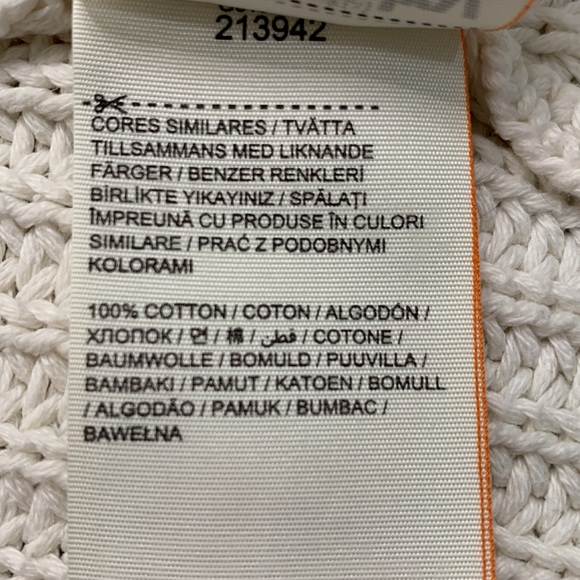 213942
CORES SIMILARES / TVÄTTA
TILLSAMMANS MED LIKNANDE
FÄRGER / BENZER RENKLERI
BİRLİKTE YIKAYINIZ / SPĂLAŢI
ÎMPREUNĂ CU PRODUSE ÎN CULORI
SIMILARE / PRAĆ Z PODOBNYMI
KOLORAMI
100% COTTON / COTON / ALGODÓN /
ХЛОПОК / 면 / 棉 / قطن / COTONE /
BAUMWOLLE / BOMULD / PUUVILLA /
BAMBAKI / PAMUT / KATOEN / BOMULL
/ ALGODÃO / PAMUK / BUMBAC /
BAWEŁNA